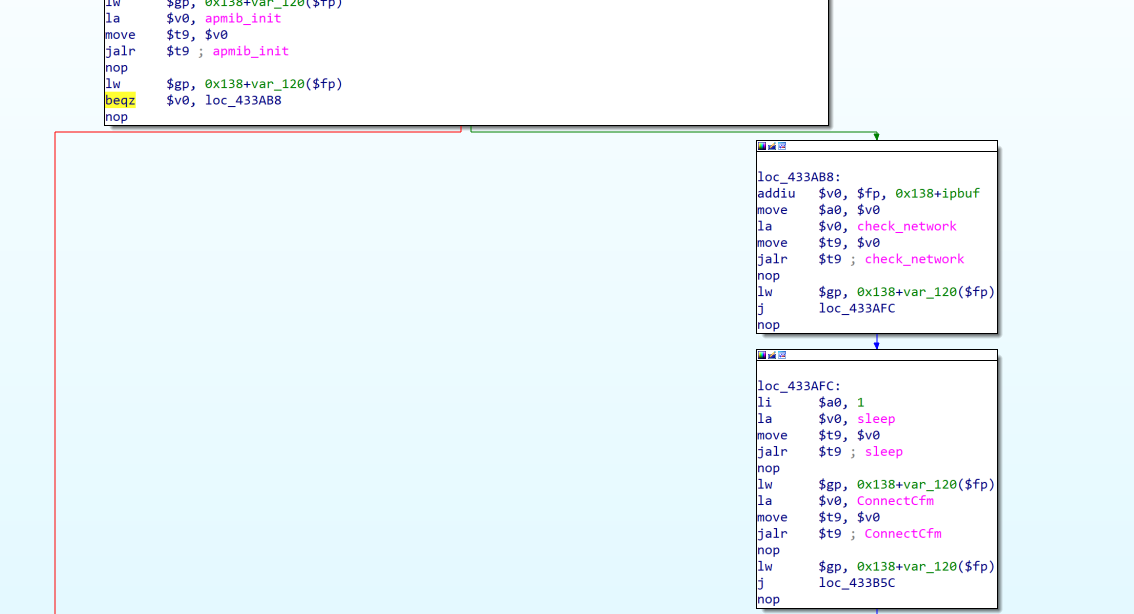 lw $gp, 0x138+var_120($fp)
la $v0, apmib_init
move $t9, $v0
jalr $t9 ; apmib_init
nop
lw $gp, 0x138+var_120($fp)
beqz $v0, loc_433AB8
nop
loc_433AB8:
addiu $v0, $fp, 0x138+ipbuf
move $a0, $v0
la $v0, check_network
move $t9, $v0
jalr $t9 ; check_network
nop
lw $gp, 0x138+var_120($fp)
j loc_433AFC
nop
loc_433AFC:
li $a0, 1
la $v0, sleep
move $t9, $v0
jalr $t9 ; sleep
nop
lw $gp, 0x138+var_120($fp)
la $v0, ConnectCfm
move $t9, $v0
jalr $t9 ; ConnectCfm
nop
lw $gp, 0x138+var_120($fp)
j loc_433B5C
nop